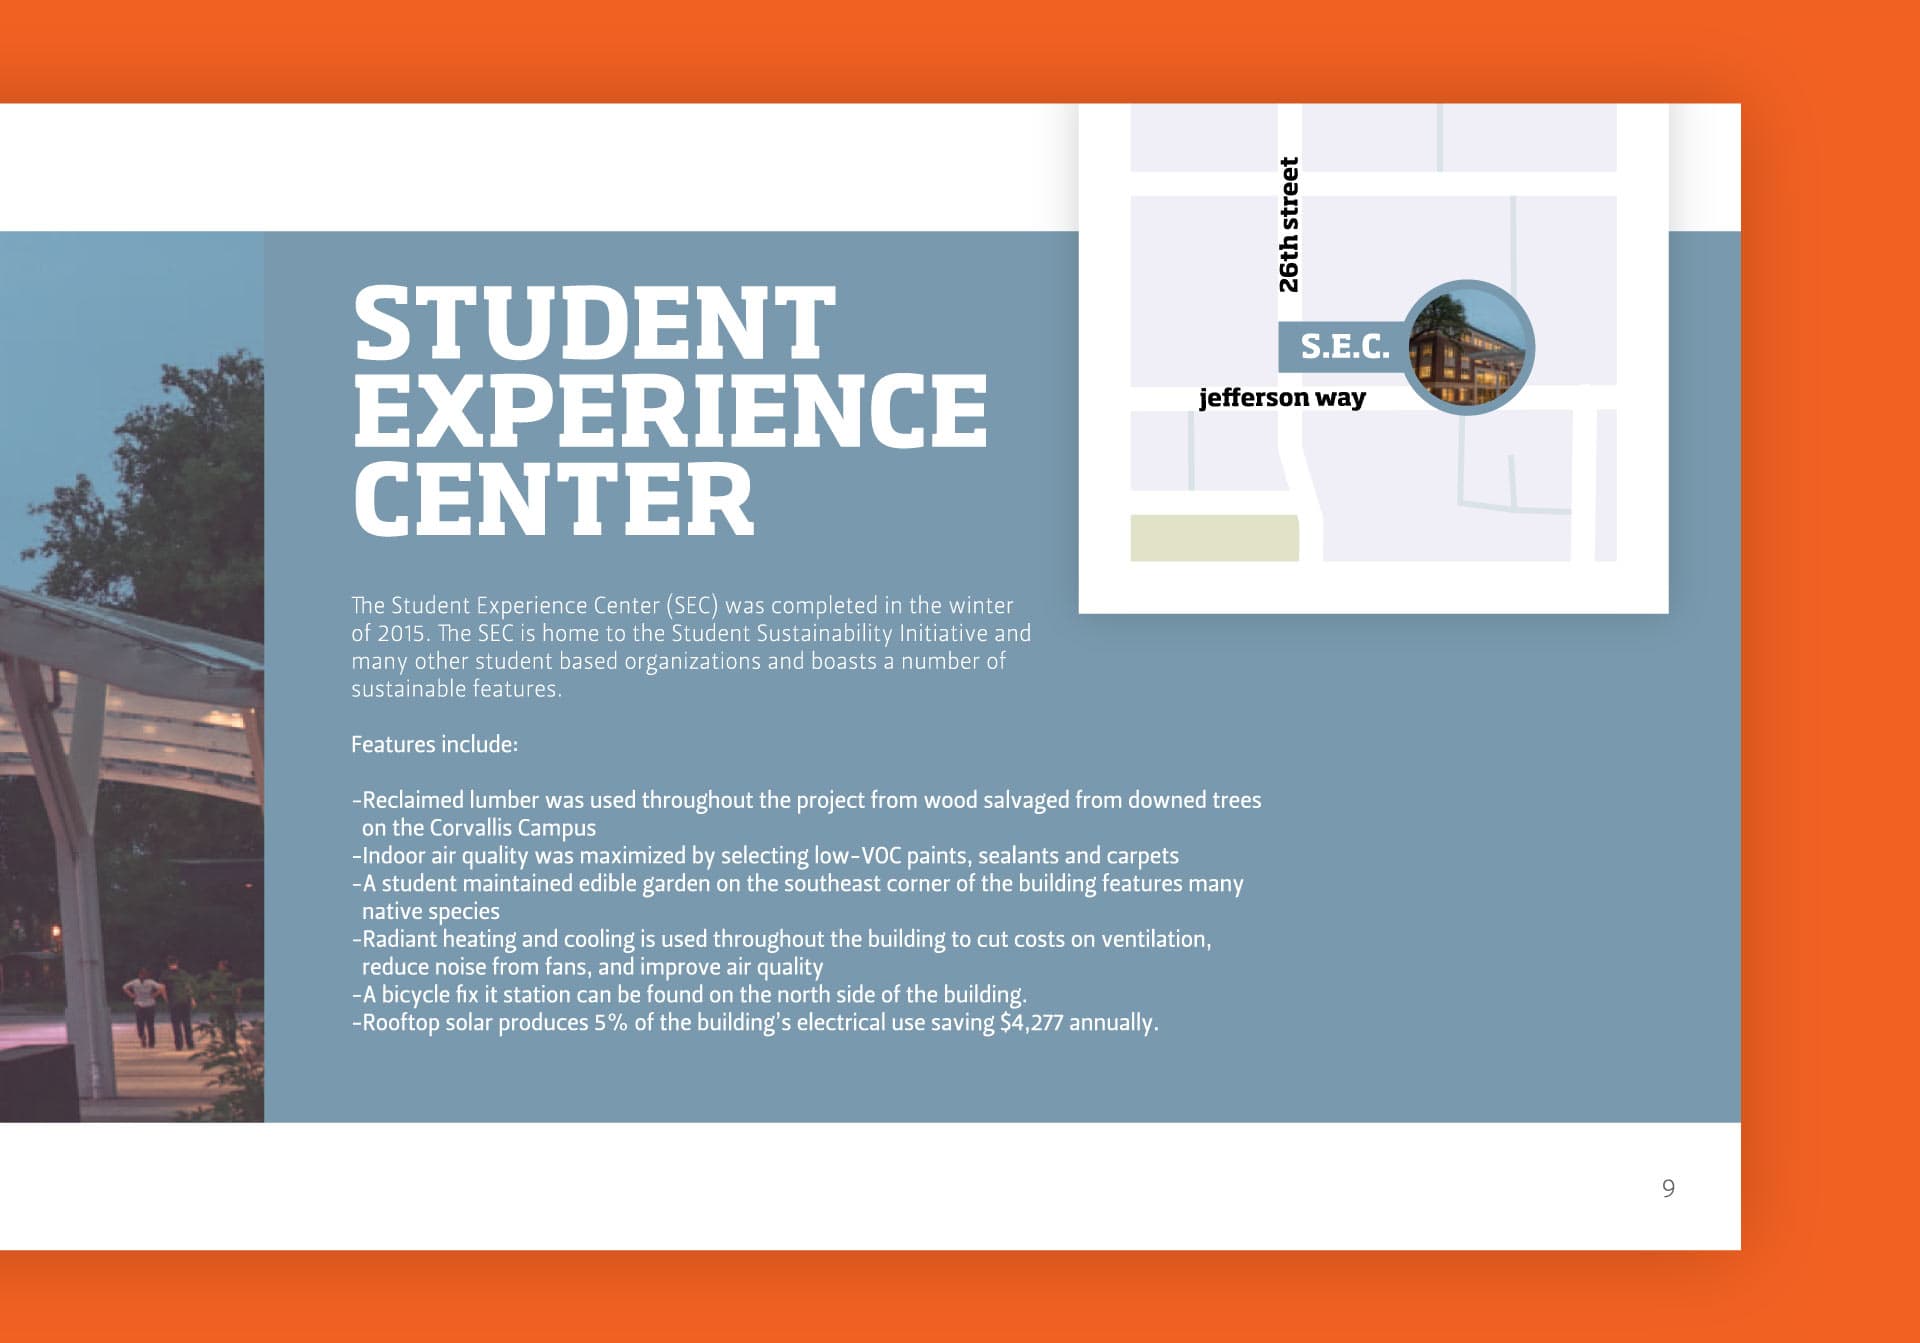 26th street
S.E.C.
jefferson way
STUDENT
EXPERIENCE
CENTER
The Student Experience Center (SEC) was completed in the winter
of 2015. The SEC is home to the Student Sustainability Initiative and
many other student based organizations and boasts a number of
sustainable features.
Features include:
-Reclaimed lumber was used throughout the project from wood salvaged from downed trees
on the Corvallis Campus
-Indoor air quality was maximized by selecting low-VOC paints, sealants and carpets
-A student maintained edible garden on the southeast corner of the building features many
native species
-Radiant heating and cooling is used throughout the building to cut costs on ventilation,
reduce noise from fans, and improve air quality
-A bicycle fix it station can be found on the north side of the building.
-Rooftop solar produces 5% of the building's electrical use saving $4,277 annually.
9